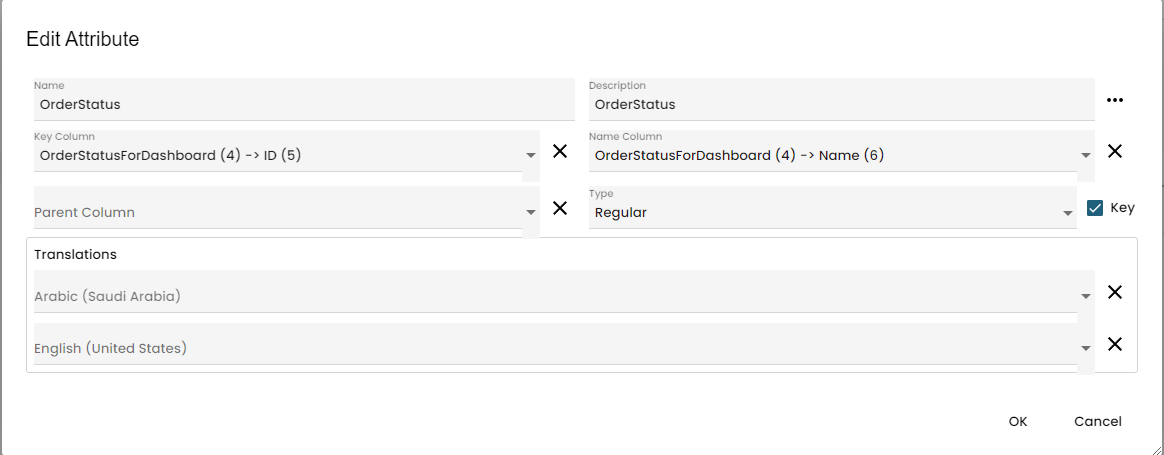 Edit Attribute
Name
OrderStatus
Description
OrderStatus
Key Column
OrderStatusForDashboard (4) -> ID (5)
Name Column
OrderStatusForDashboard (4) -> Name (6)
Parent Column
Type
Regular
Key
Translations
Arabic (Saudi Arabia)
English (United States)
OK
Cancel